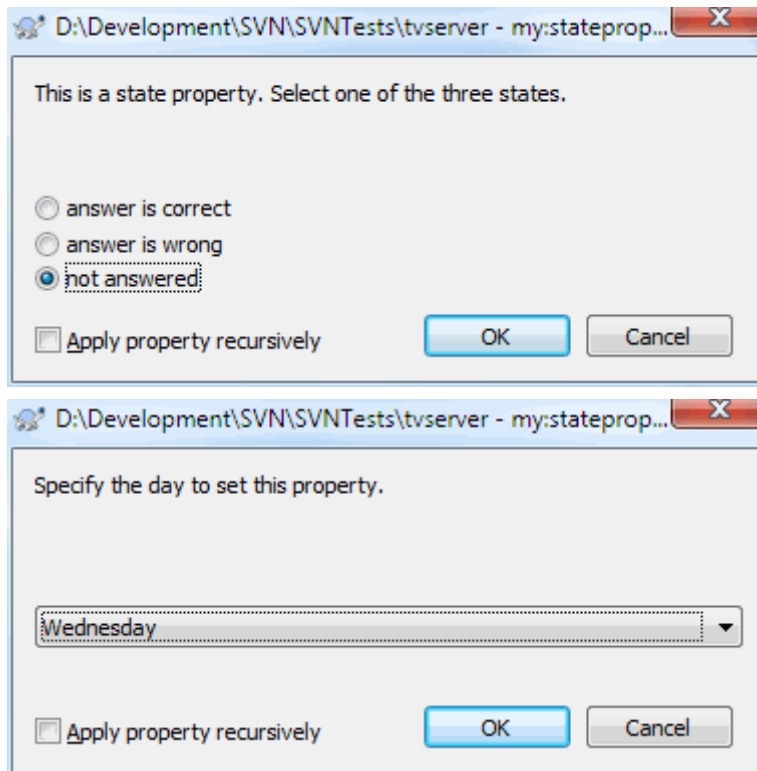 D:\Development\SVN\SVNTests\tvserver - my:stateprop...
This is a state property. Select one of the three states.
answer is correct
answer is wrong
not answered
Apply property recursively OK Cancel
D:\Development\SVN\SVNTests\tvserver - my:stateprop...
Specify the day to set this property.
Wednesday
Apply property recursively OK Cancel